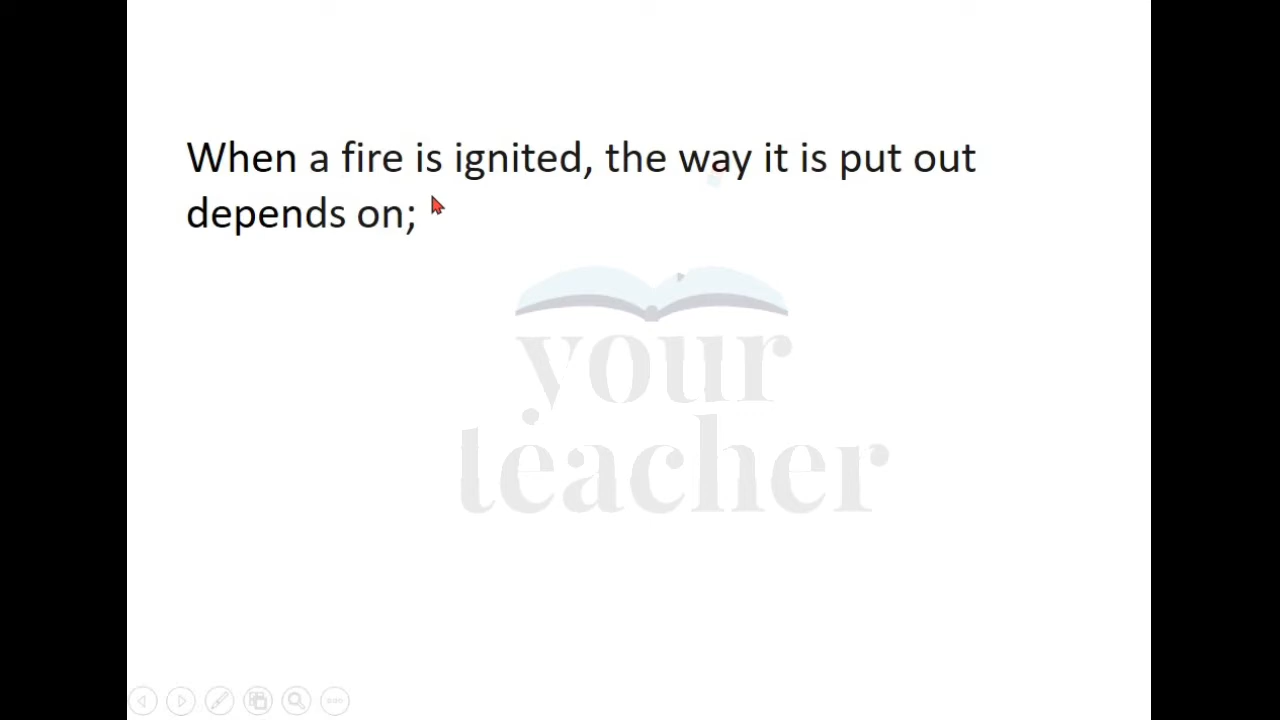 When a fire is ignited, the way it is put out
depends on;
your
teacher